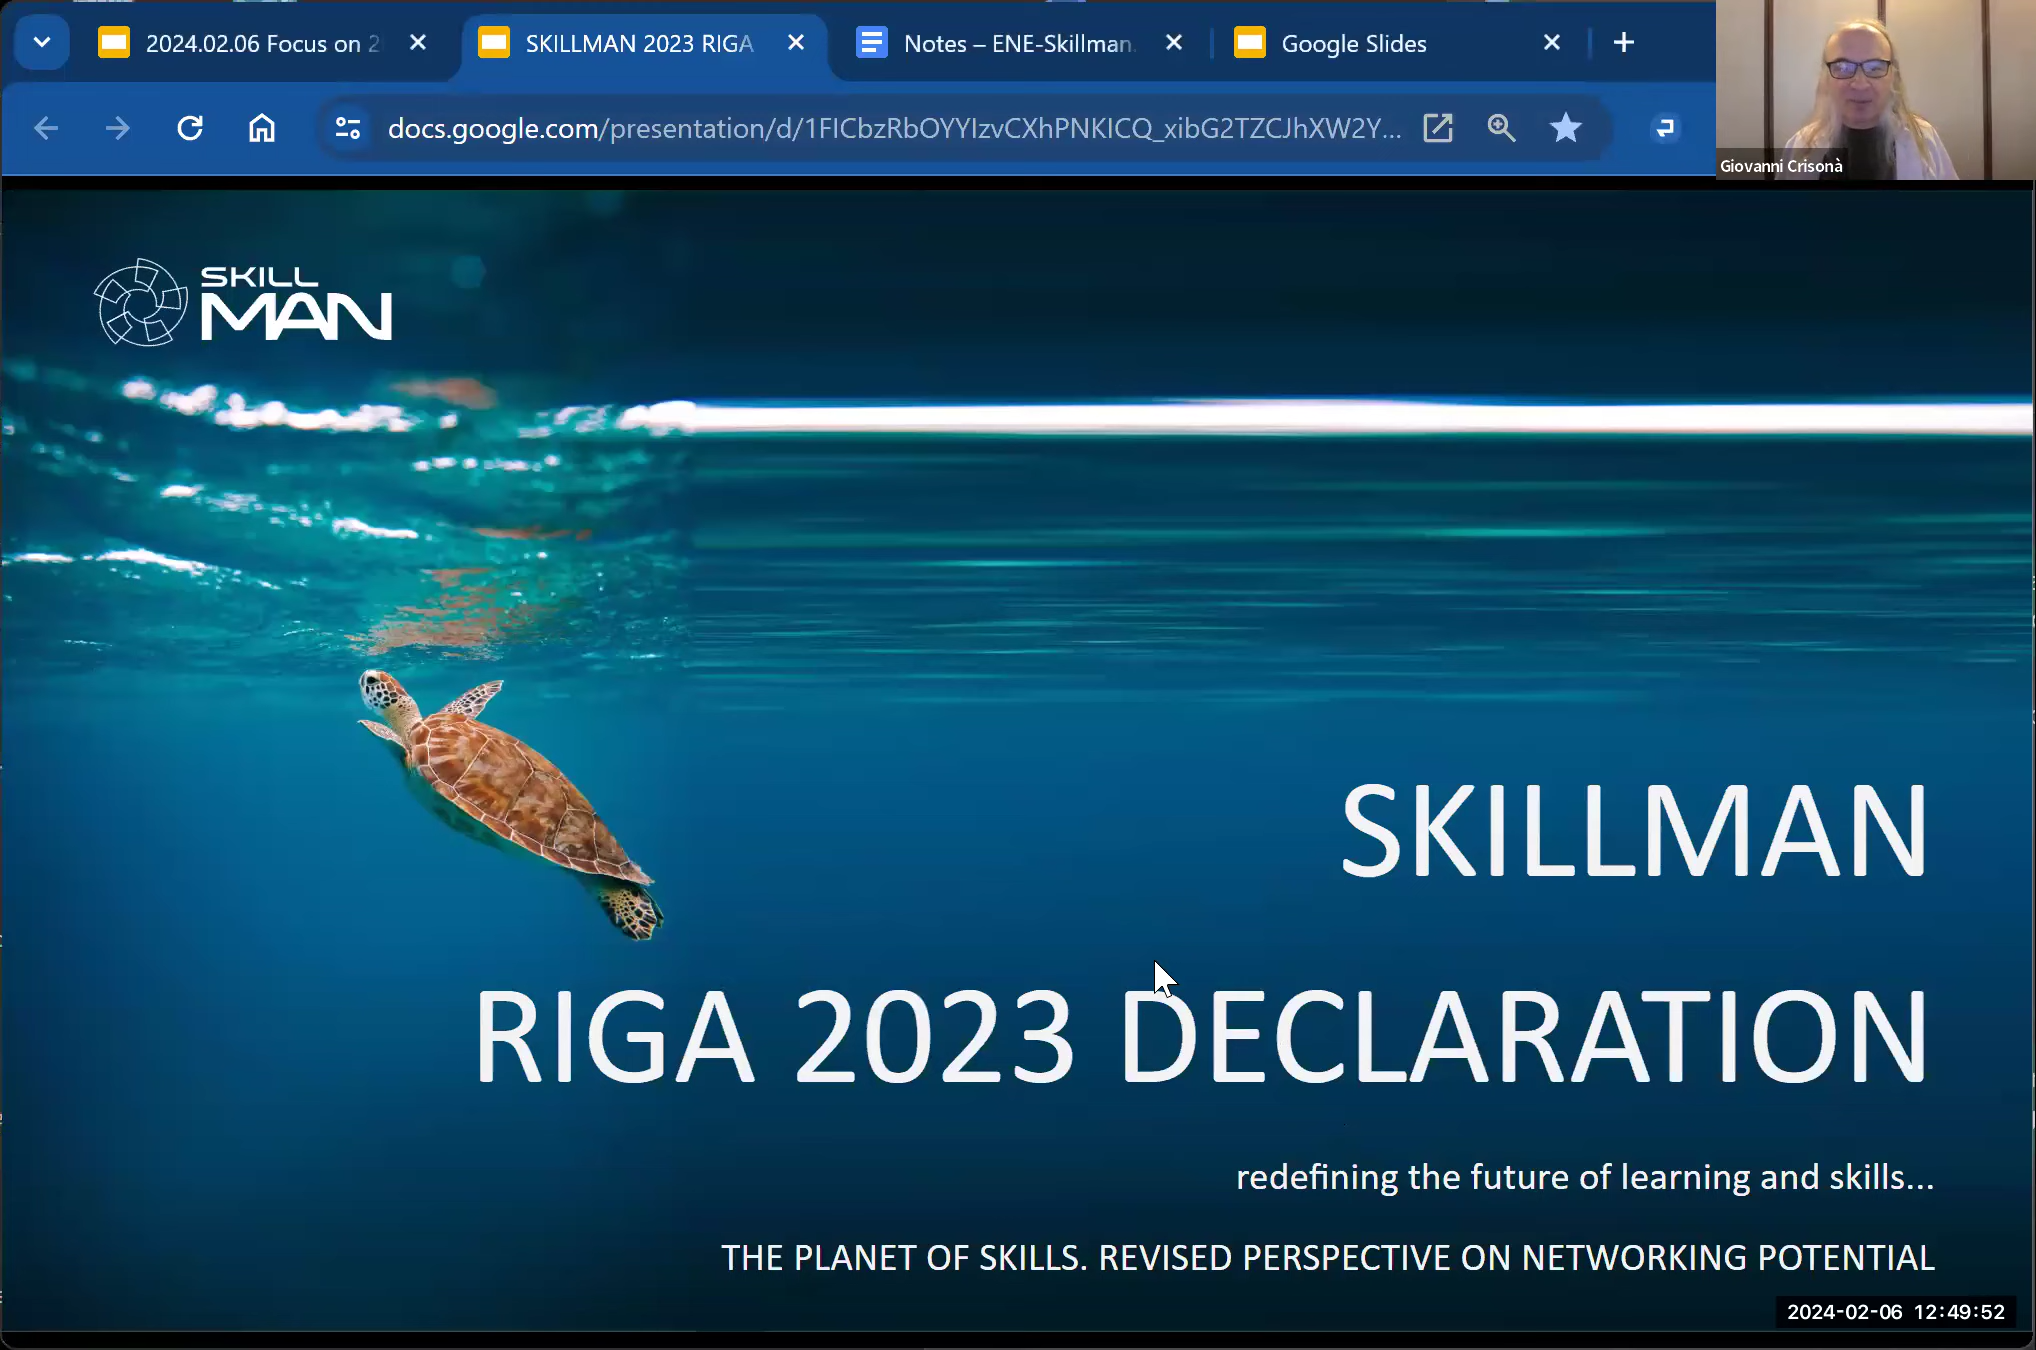 2024.02.06 Focus on 2
SKILLMAN 2023 RIGA
Notes – ENE-Skillman.
Google Slides
docs.google.com/presentation/d/1FICbzRbOYYIzvCXhPNKICQ_xibG2TZCJhXW2Y...
Giovanni Crisonà
SKILL
MAN
SKILLMAN
RIGA 2023 DECLARATION
redefining the future of learning and skills...
THE PLANET OF SKILLS. REVISED PERSPECTIVE ON NETWORKING POTENTIAL
2024-02-06 12:49:52